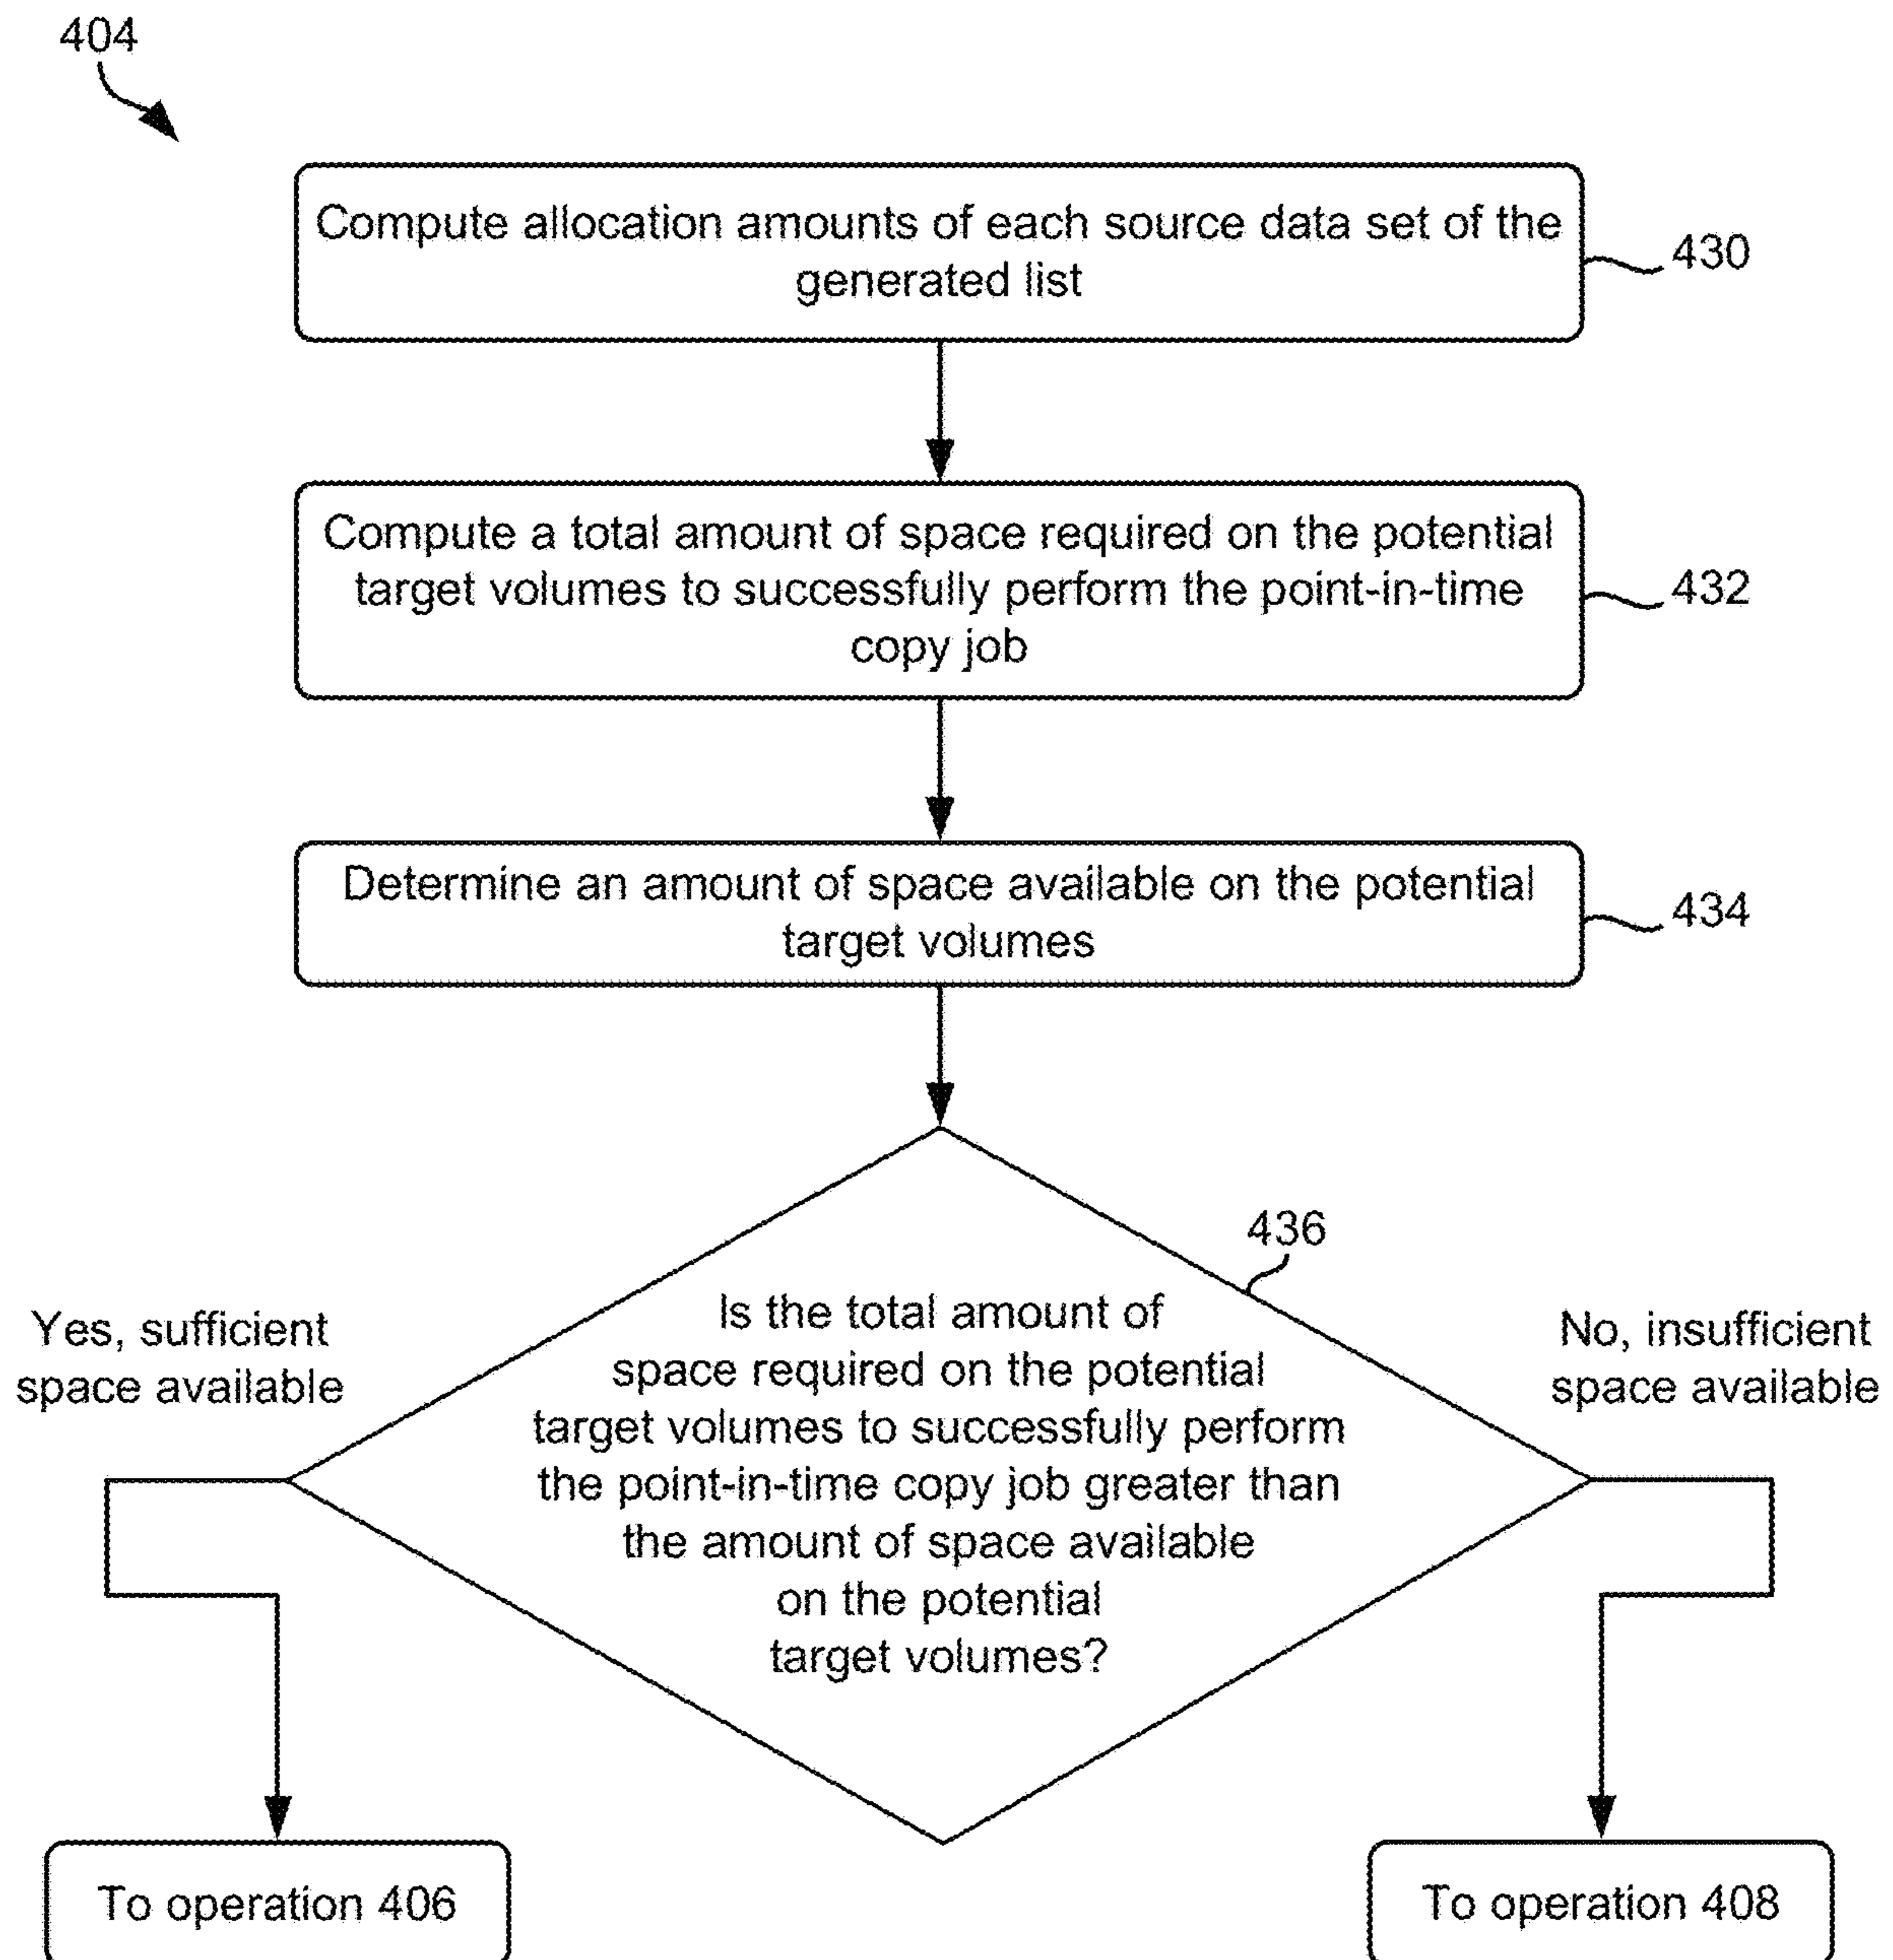 404
Compute allocation amounts of each source data set of the
generated list
430
Compute a total amount of space required on the potential
target volumes to successfully perform the point-in-time
copy job
432
Determine an amount of space available on the potential
target volumes
434
436
Is the total amount of
space required on the potential
target volumes to successfully perform
the point-in-time copy job greater than
the amount of space available
on the potential
target volumes?
Yes, sufficient
space available
No, insufficient
space available
To operation 406
To operation 408